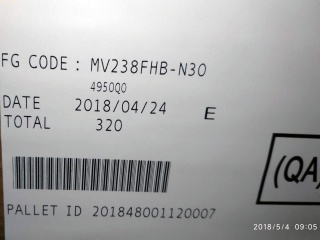 FG CODE : MV238FHB-N30
4950Q0
DATE 2018/04/24 E
TOTAL 320
(QA)
PALLET ID 201848001120007
2018/5/4 09:05